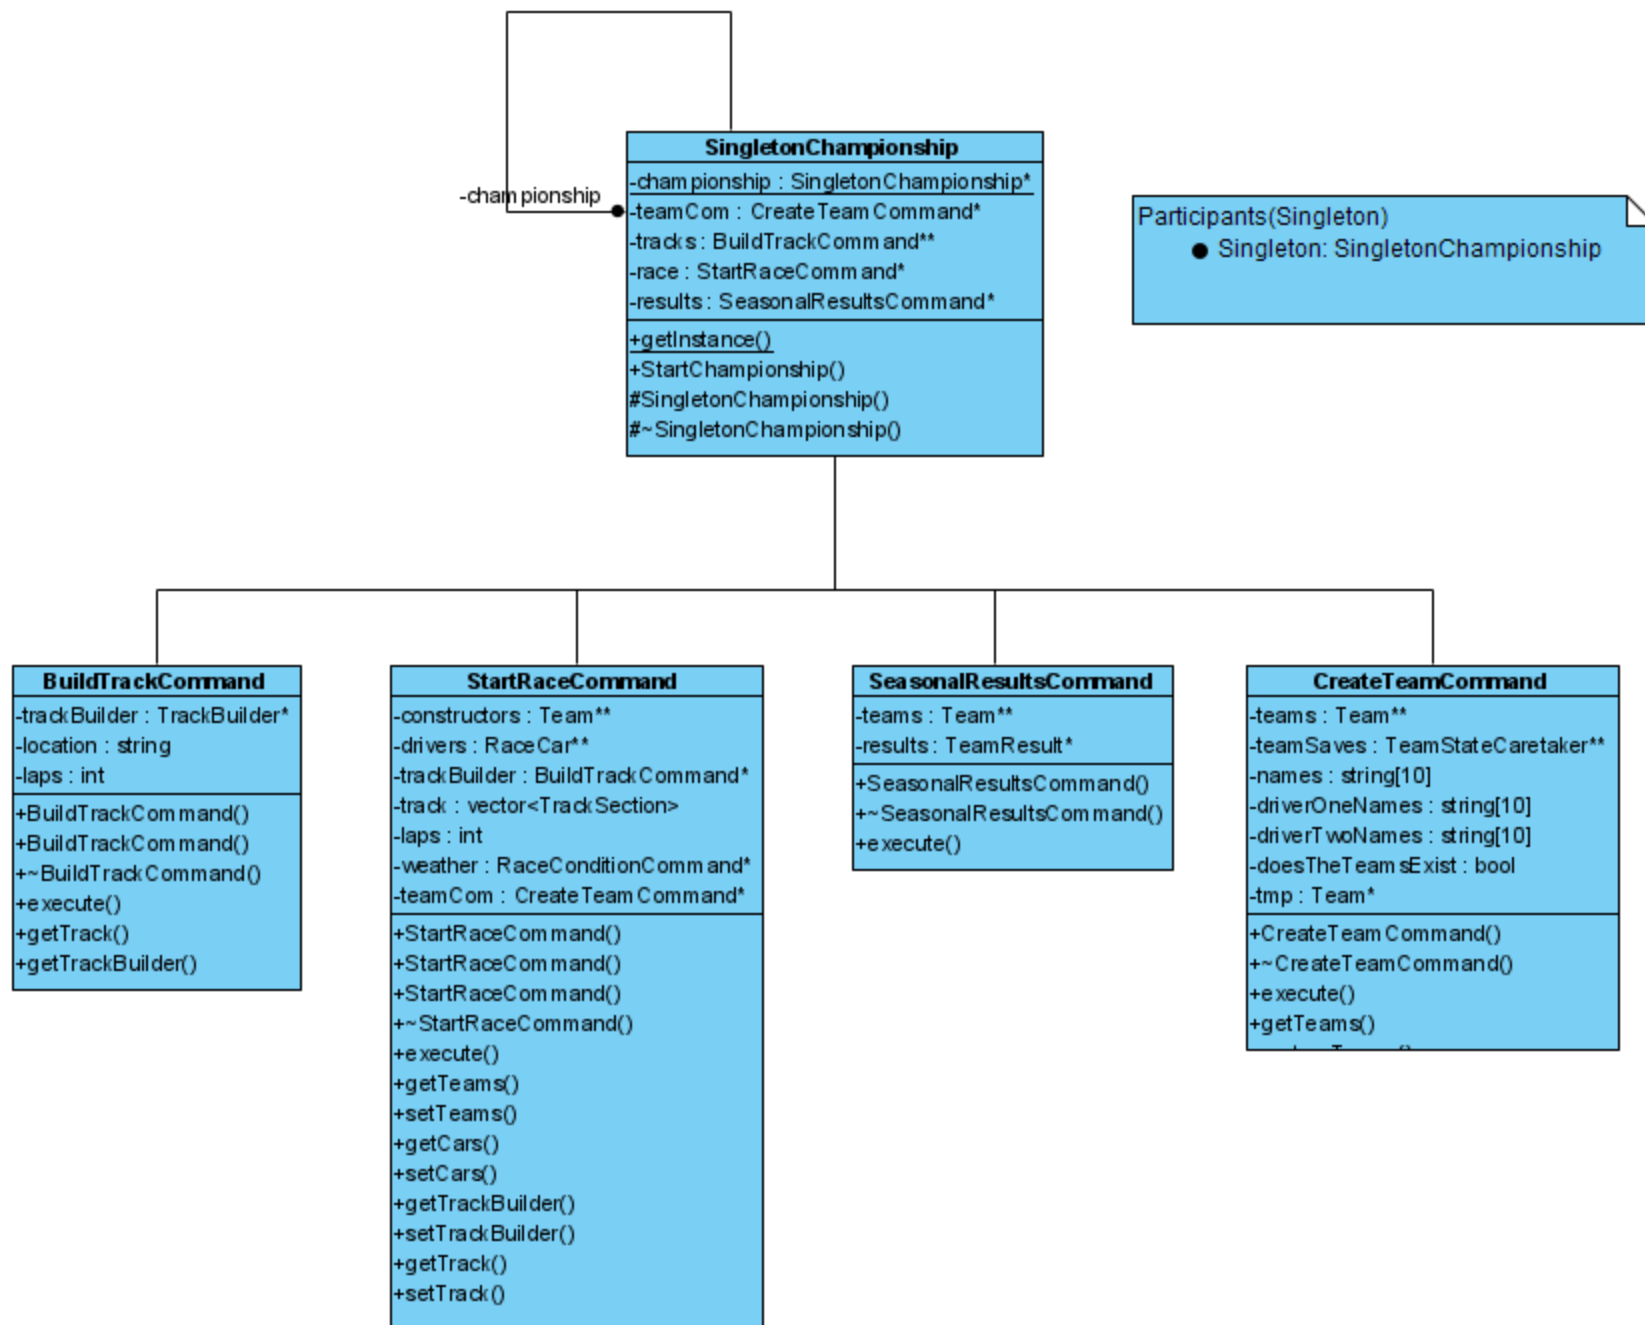 SingletonChampionship
-championship : SingletonChampionship*
-teamCom : CreateTeamCommand*
-tracks : BuildTrackCommand**
-race : StartRaceCommand*
-results : SeasonalResultsCommand*
+getInstance()
+StartChampionship()
#SingletonChampionship()
#~SingletonChampionship()
-championship
Participants(Singleton)
● Singleton: SingletonChampionship
BuildTrackCommand
-trackBuilder : TrackBuilder*
-location : string
-laps : int
+BuildTrackCommand()
+BuildTrackCommand()
+~BuildTrackCommand()
+execute()
+getTrack()
+getTrackBuilder()
StartRaceCommand
-constructors : Team**
-drivers : RaceCar**
-trackBuilder : BuildTrackCommand*
-track : vector<TrackSection>
-laps : int
-weather : RaceConditionCommand*
-teamCom : CreateTeamCommand*
+StartRaceCommand()
+StartRaceCommand()
+StartRaceCommand()
+~StartRaceCommand()
+execute()
+getTeams()
+setTeams()
+getCars()
+setCars()
+getTrackBuilder()
+setTrackBuilder()
+getTrack()
+setTrack()
SeasonalResultsCommand
-teams : Team**
-results : TeamResult*
+SeasonalResultsCommand()
+~SeasonalResultsCommand()
+execute()
CreateTeamCommand
-teams : Team**
-teamSaves : TeamStateCaretaker**
-names : string[10]
-driverOneNames : string[10]
-driverTwoNames : string[10]
-doesTheTeamsExist : bool
-tmp : Team*
+CreateTeamCommand()
+~CreateTeamCommand()
+execute()
+getTeams()